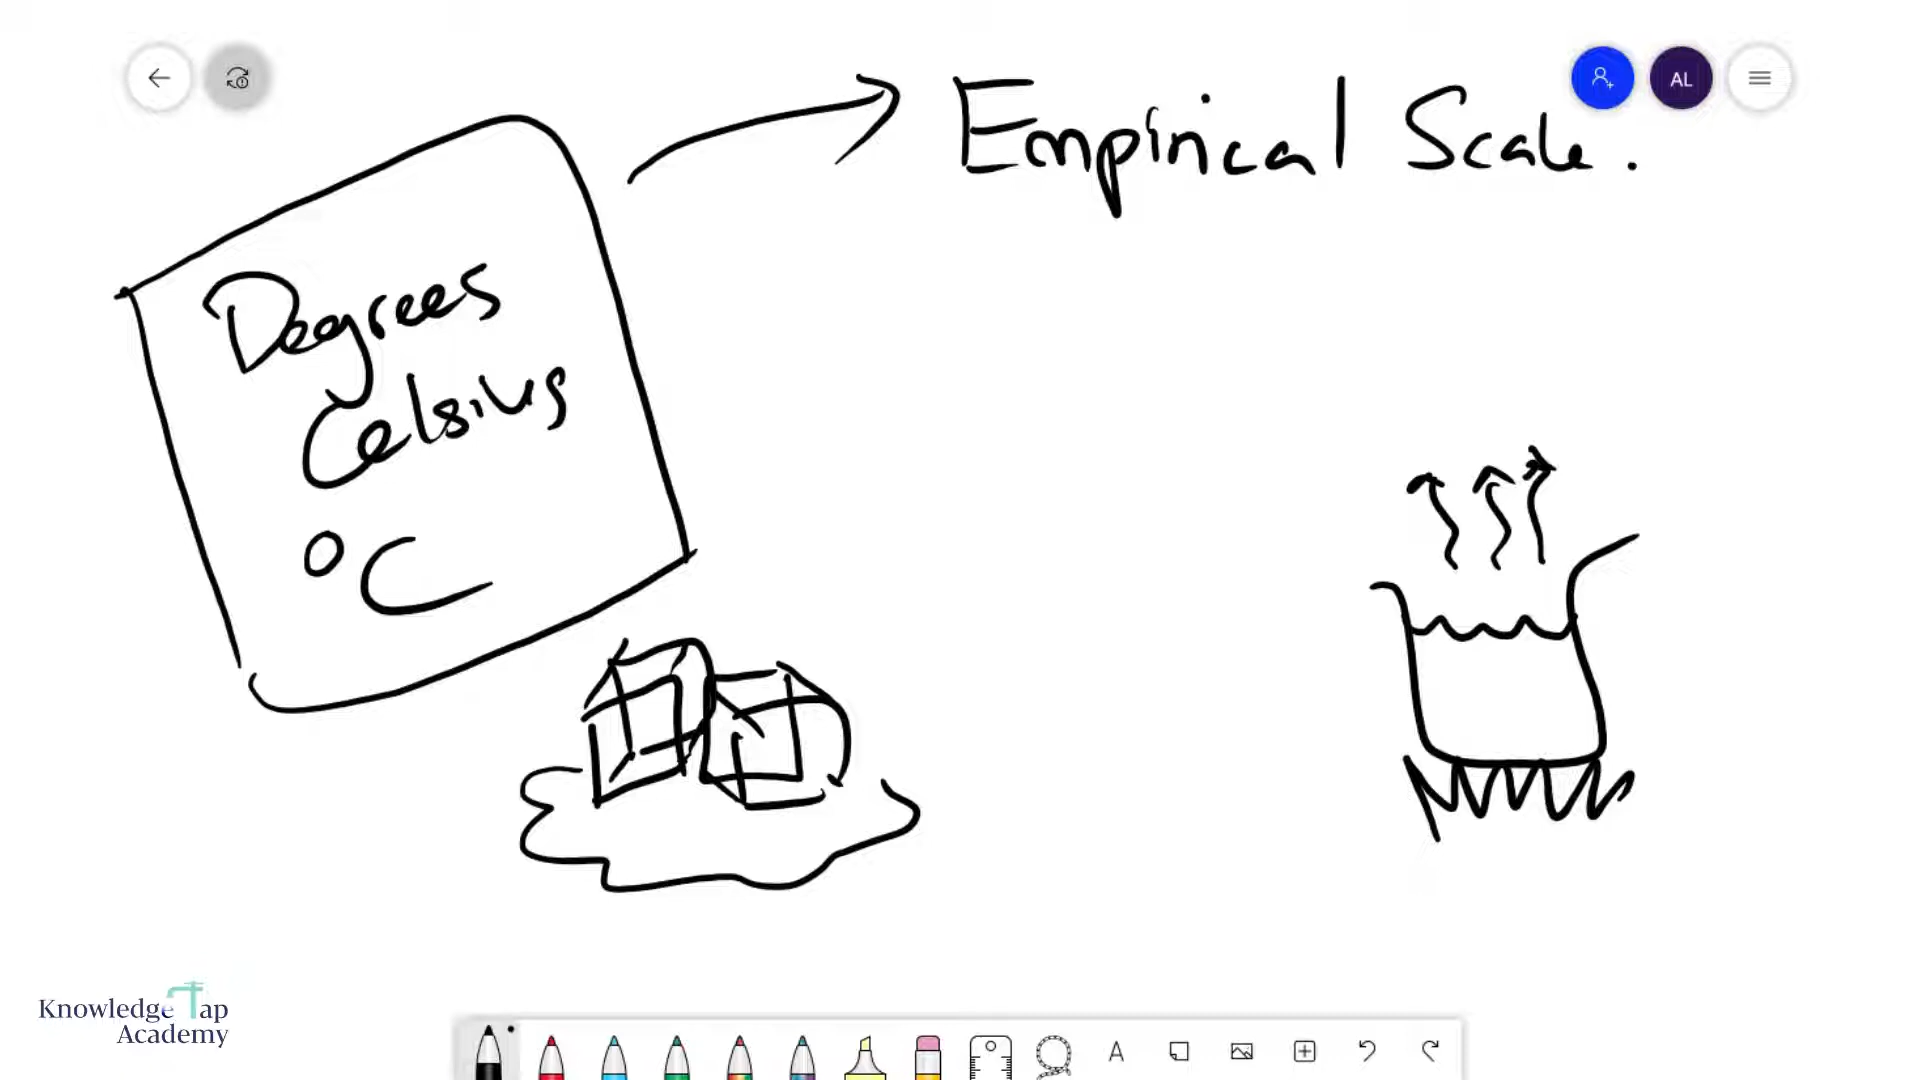 Empirical Scale.
Degrees
Celsius
°C
AL
Knowledge Tap
Academy
A